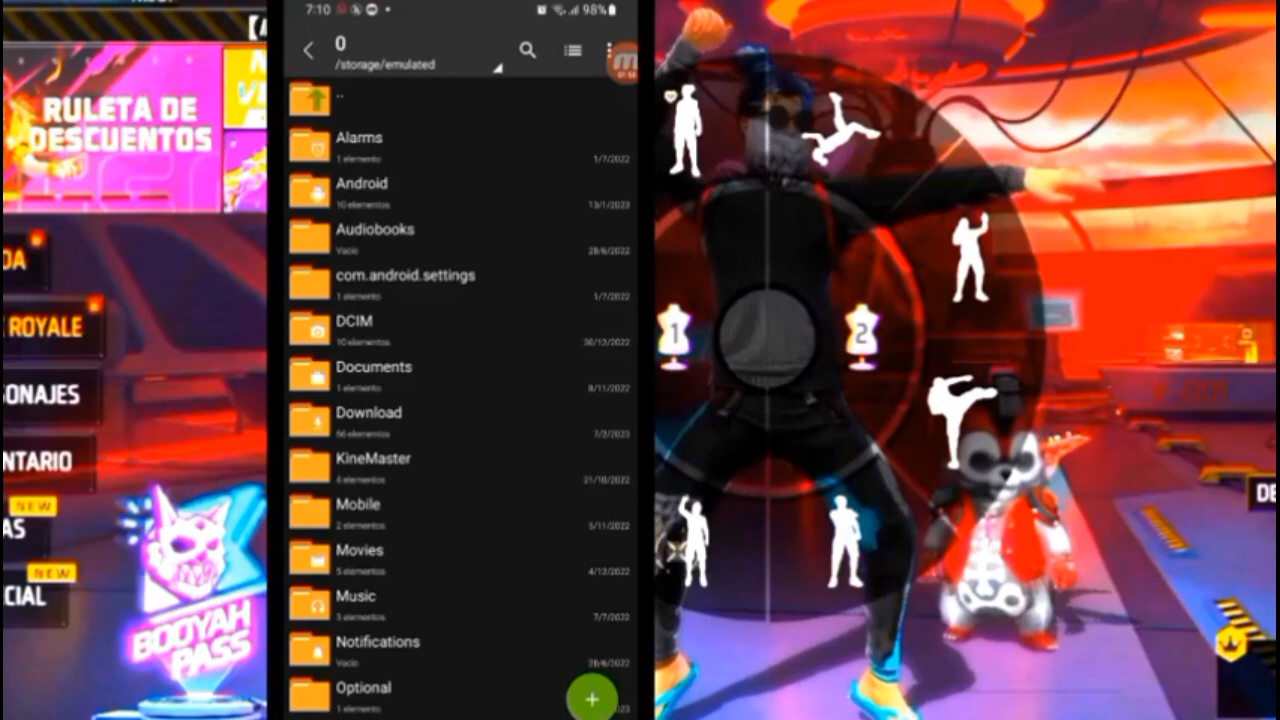 RULETA DE
DESCUENTOS
DA
ROYALE
SONAJES
NTARIO
NEW
AS
NEW
CIAL
BOOYAH
PASS
7:10
98%
0
/storage/emulated
..
Alarms
1 elemento
1/7/2022
Android
10 elementos
13/1/2023
Audiobooks
Vacío
28/6/2022
com.android.settings
1 elemento
1/7/2022
DCIM
10 elementos
30/12/2022
Documents
1 elemento
8/11/2022
Download
56 elementos
7/2/2023
KineMaster
4 elementos
21/10/2022
Mobile
2 elementos
5/11/2022
Movies
5 elementos
4/12/2022
Music
3 elementos
7/7/2022
Notifications
Vacío
28/6/2022
Optional
1 elemento
1
2
DE